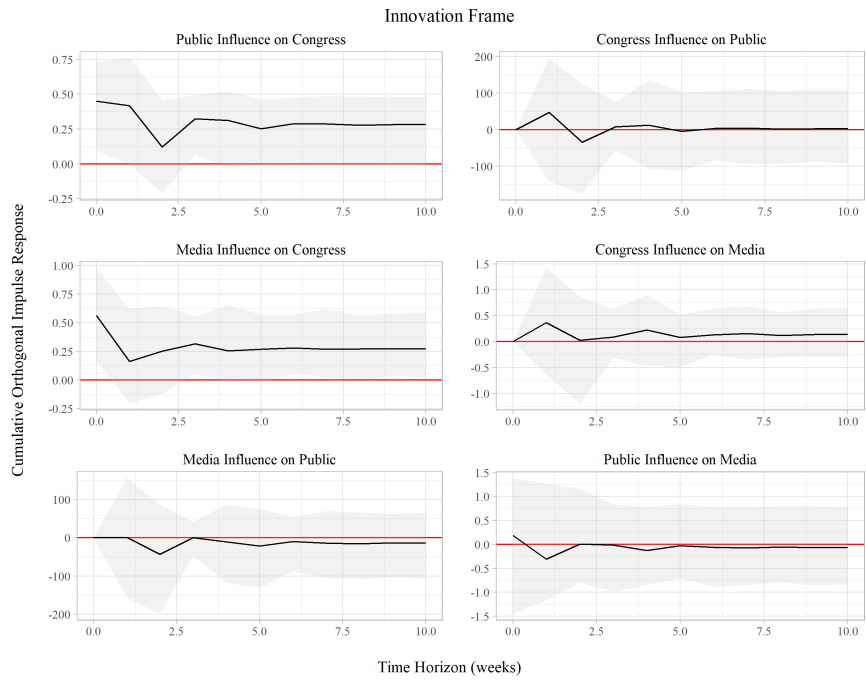 Innovation Frame
Public Influence on Congress
0.75
0.50
0.25
0.00
-0.25
0.0 2.5 5.0 7.5 10.0
Congress Influence on Public
200
100
0
-100
0.0 2.5 5.0 7.5 10.0
Media Influence on Congress
1.00
0.75
0.50
0.25
0.00
-0.25
0.0 2.5 5.0 7.5 10.0
Congress Influence on Media
1.5
1.0
0.5
0.0
-0.5
-1.0
0.0 2.5 5.0 7.5 10.0
Media Influence on Public
100
0
-100
-200
0.0 2.5 5.0 7.5 10.0
Public Influence on Media
1.5
1.0
0.5
0.0
-0.5
-1.0
-1.5
0.0 2.5 5.0 7.5 10.0
Cumulative Orthogonal Impulse Response
Time Horizon (weeks)